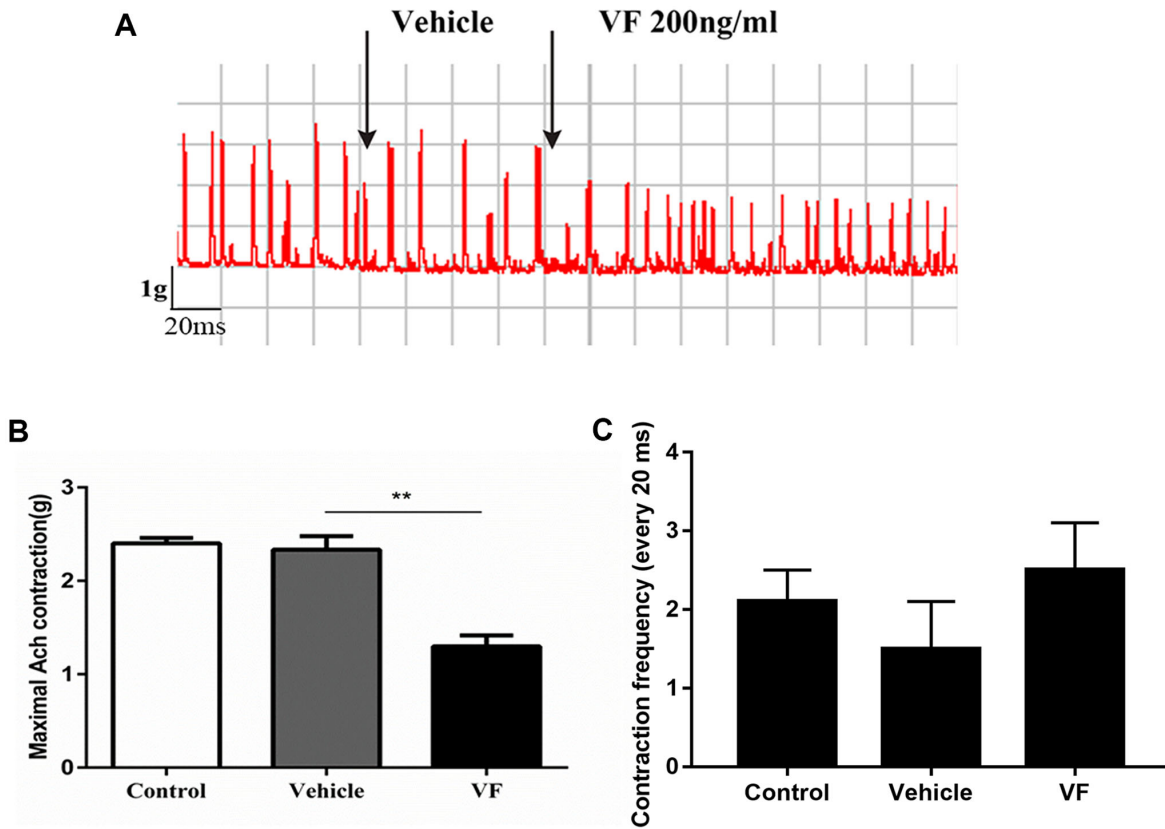 A
Vehicle
VF 200ng/ml
1g
20ms
B
Maximal Ach contraction(g)
3
2
1
0
**
Control
Vehicle
VF
C
Contraction frequency (every 20 ms)
4
3
2
1
0
Control
Vehicle
VF